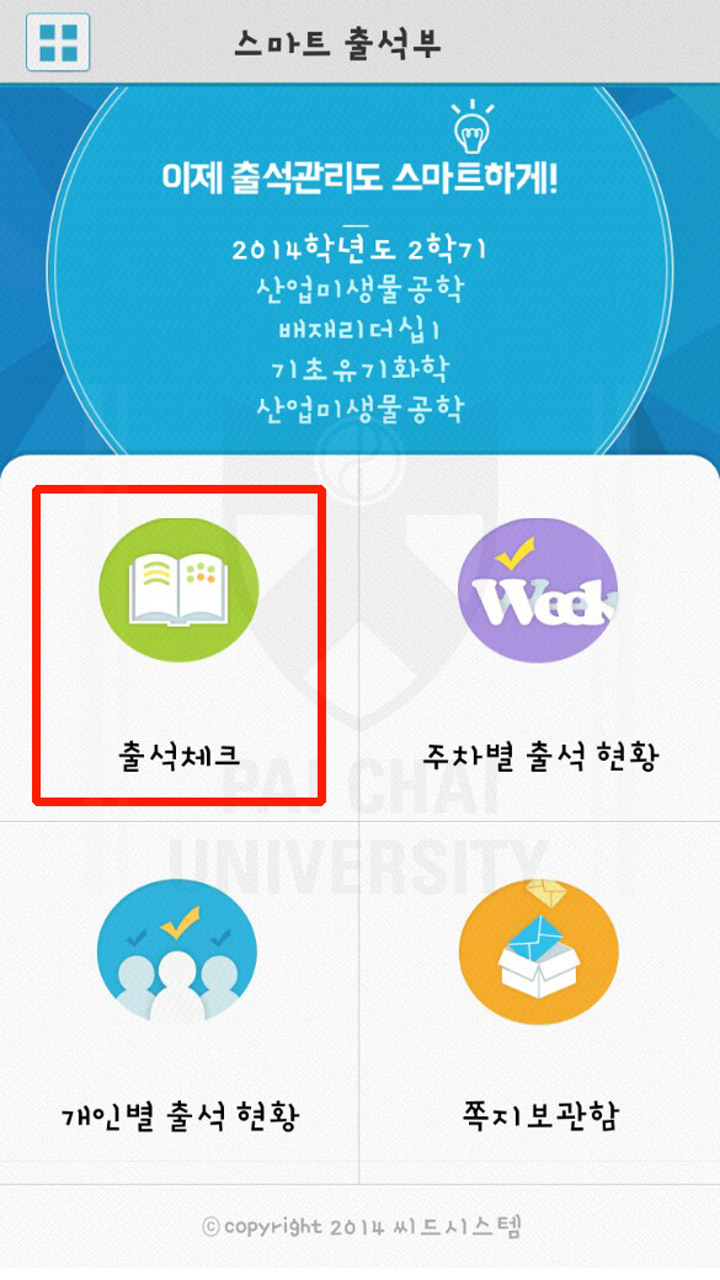 스마트 출석부
이제 출석관리도 스마트하게!
2014학년도 2학기
산업미생물공학
배재리더십1
기초유기화학
산업미생물공학
Week
출석체크
주차별 출석 현황
PAI CHAI
UNIVERSITY
개인별 출석 현황
쪽지보관함
ⓒcopyright 2014 씨드시스템